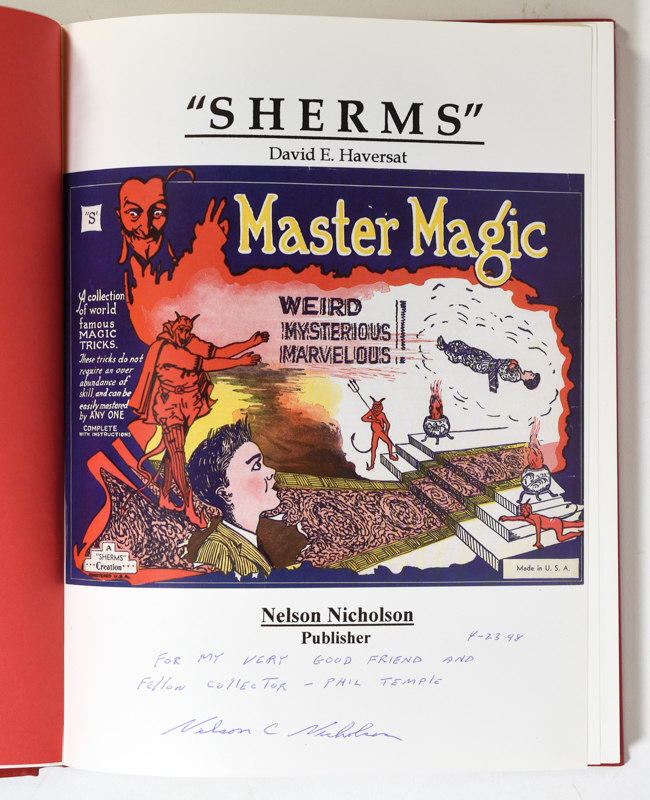 "SHERMS"
David E. Haversat
"S"
Master Magic
A collection
of world
famous
MAGIC
TRICKS.
These tricks do not
require an over
abundance of
skill, and can be
easily mastered
by ANY ONE
COMPLETE
WITH INSTRUCTIONS
WEIRD
MYSTERIOUS
MARVELOUS!
A
"SHERMS"
Creation
REGISTERED U.S.A.
Made in U. S. A.
Nelson Nicholson
Publisher
4-23-98
FOR MY VERY GOOD FRIEND AND
FELLOW COLLECTOR – PHIL TEMPLE
Nelson C Nicholson